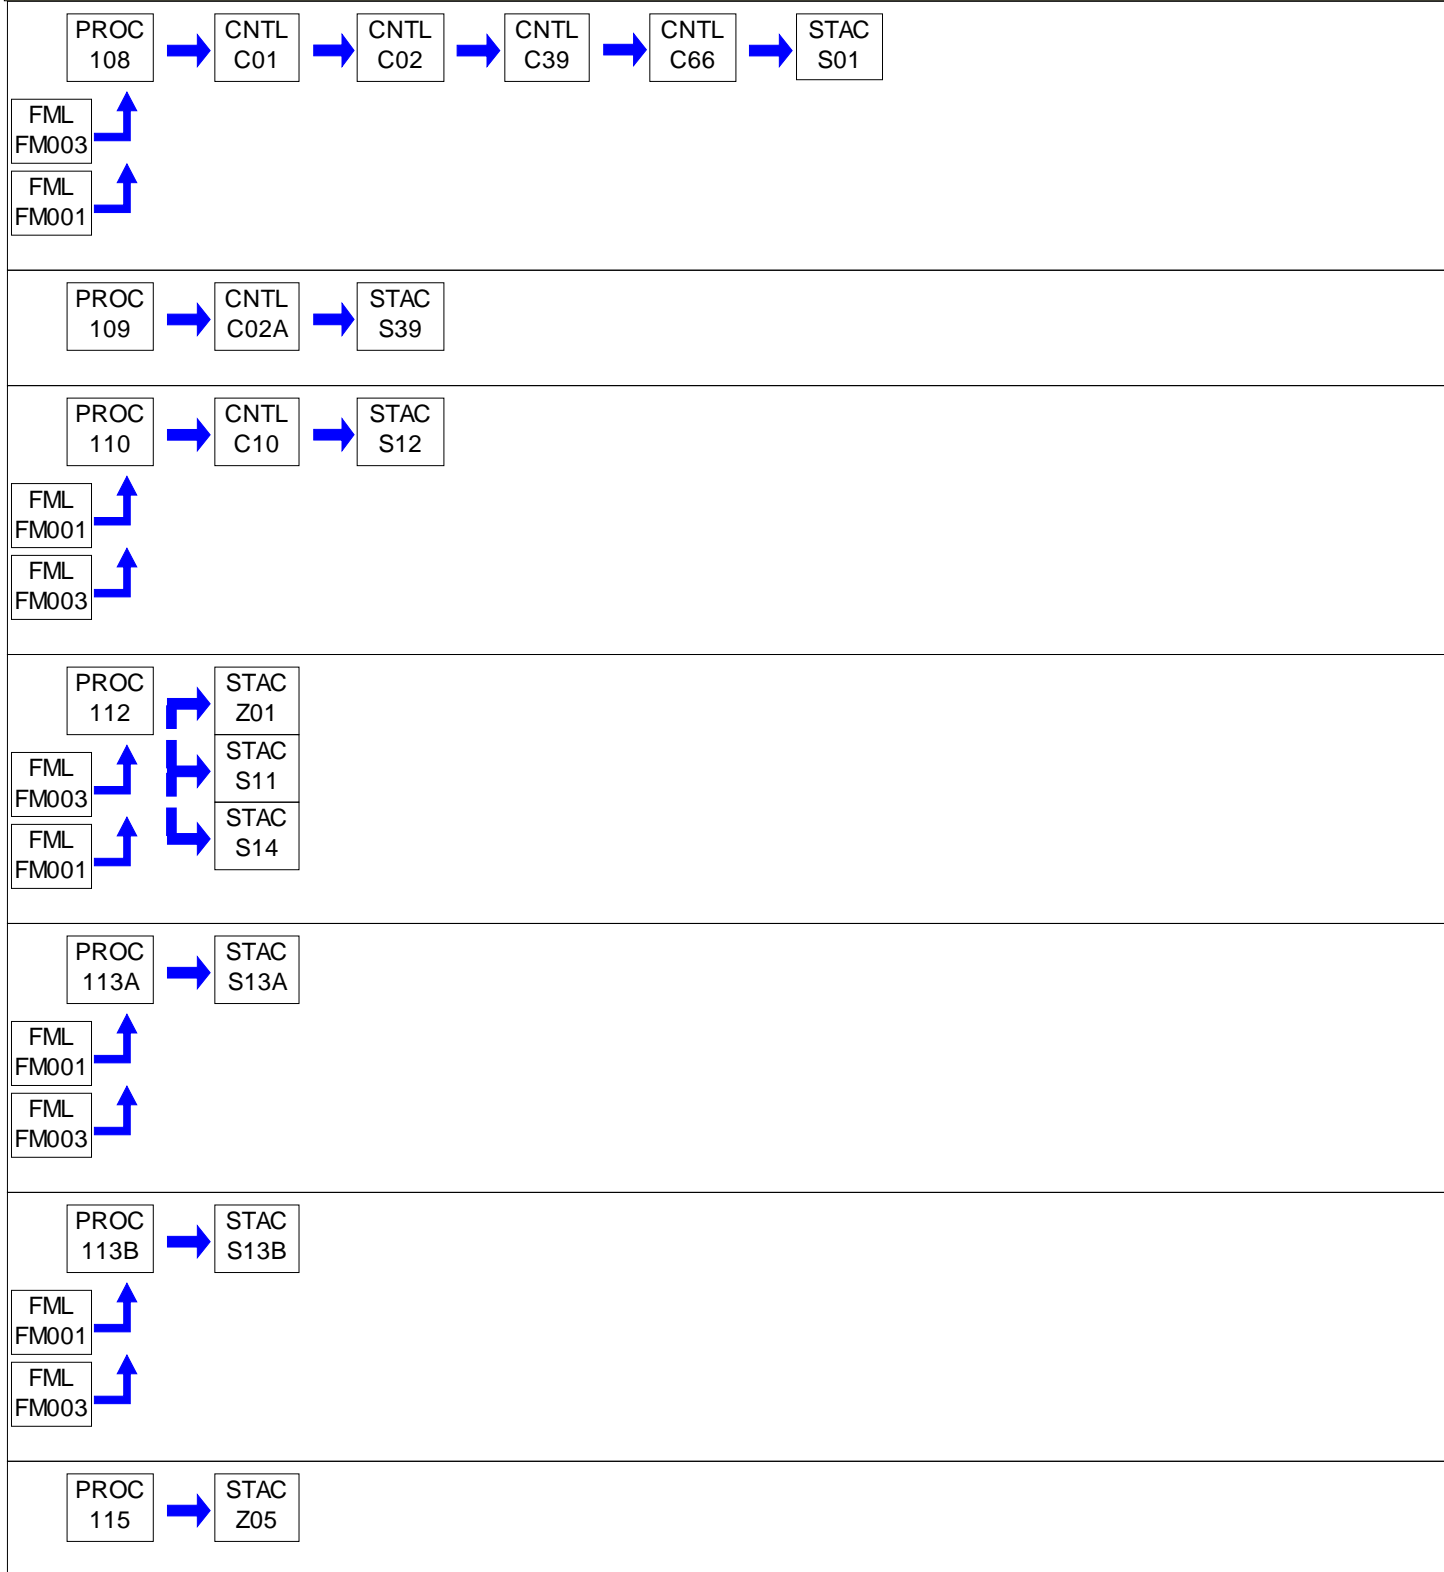 PROC
108
CNTL
C01
CNTL
C02
CNTL
C39
CNTL
C66
STAC
S01
FML
FM003
FML
FM001
PROC
109
CNTL
C02A
STAC
S39
PROC
110
CNTL
C10
STAC
S12
FML
FM001
FML
FM003
PROC
112
STAC
Z01
STAC
S11
STAC
S14
FML
FM003
FML
FM001
PROC
113A
STAC
S13A
FML
FM001
FML
FM003
PROC
113B
STAC
S13B
FML
FM001
FML
FM003
PROC
115
STAC
Z05